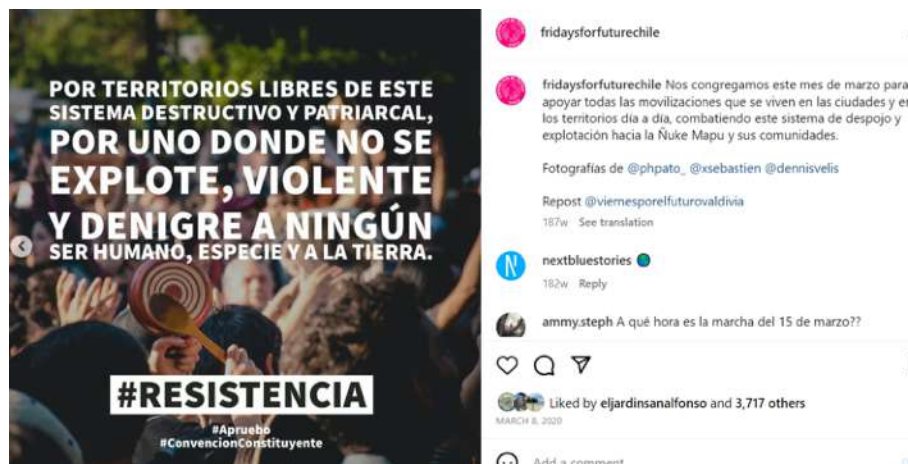 POR TERRITORIOS LIBRES DE ESTE
SISTEMA DESTRUCTIVO Y PATRIARCAL,
POR UNO DONDE NO SE
EXPLOTE, VIOLENTE
Y DENIGRE A NINGÚN
SER HUMANO, ESPECIE Y A LA TIERRA.
#RESISTENCIA
#Apruebo
#ConvencionConstituyente
fridaysforfuturechile
fridaysforfuturechile Nos congregamos este mes de marzo para
apoyar todas las movilizaciones que se viven en las ciudades y en
los territorios día a día, combatiendo este sistema de despojo y
explotación hacia la Ñuke Mapu y sus comunidades.
Fotografías de @phpato_ @xsebastien @dennisvelis
Repost @viernesporelfuturovaldivia
187w See translation
nextbluestories
182w Reply
ammy.steph A qué hora es la marcha del 15 de marzo??
Liked by eljardinsanalfonso and 3,717 others
MARCH 8, 2020
Add a comment